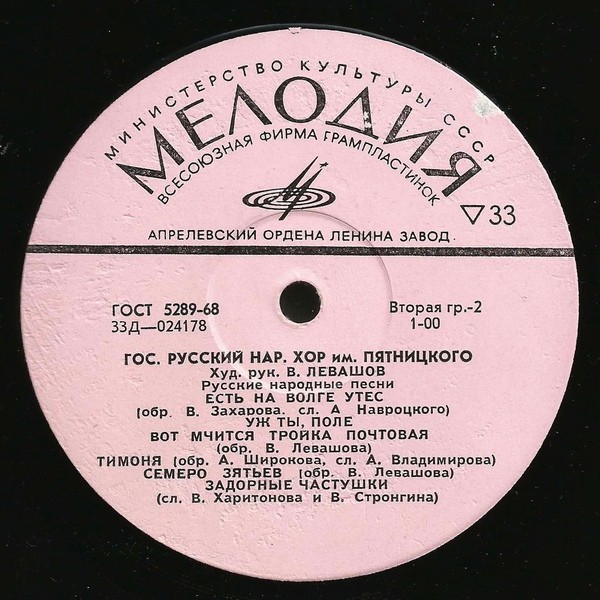 МИНИСТЕРСТВО КУЛЬТУРЫ СССР
МЕЛОДИЯ
ВСЕСОЮЗНАЯ ФИРМА ГРАМПЛАСТИНОК
▽33
АПРЕЛЕВСКИЙ ОРДЕНА ЛЕНИНА ЗАВОД.
ГОСТ 5289-68 Вторая гр.-2
33Д—024178 1-00
ГОС. РУССКИЙ НАР. ХОР им. ПЯТНИЦКОГО
Худ. рук. В. ЛЕВАШОВ
Русские народные песни
ЕСТЬ НА ВОЛГЕ УТЕС
(обр. В. Захарова. сл. А Навроцкого)
УЖ ТЫ, ПОЛЕ
ВОТ МЧИТСЯ ТРОЙКА ПОЧТОВАЯ
(обр. В. Левашова)
ТИМОНЯ (обр. А. Широкова, сл. А. Владимирова)
СЕМЕРО ЗЯТЬЕВ (обр. В. Левашова)
ЗАДОРНЫЕ ЧАСТУШКИ
(сл. В. Харитонова и В. Стронгина)